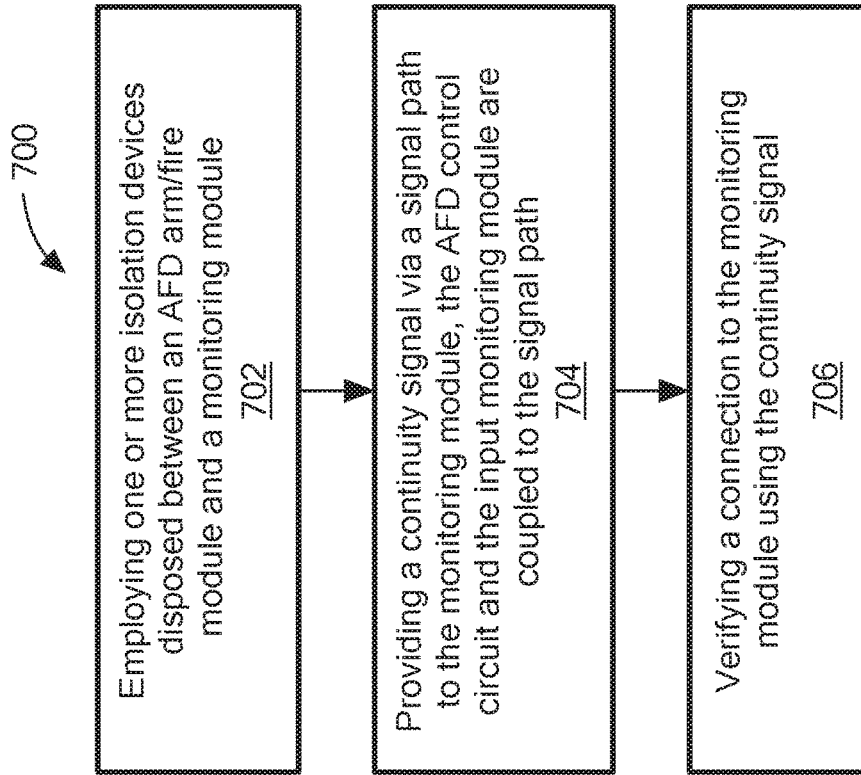 700
Employing one or more isolation devices
disposed between an AFD arm/fire
module and a monitoring module
702
Providing a continuity signal via a signal path
to the monitoring module, the AFD control
circuit and the input monitoring module are
coupled to the signal path
704
Verifying a connection to the monitoring
module using the continuity signal
706